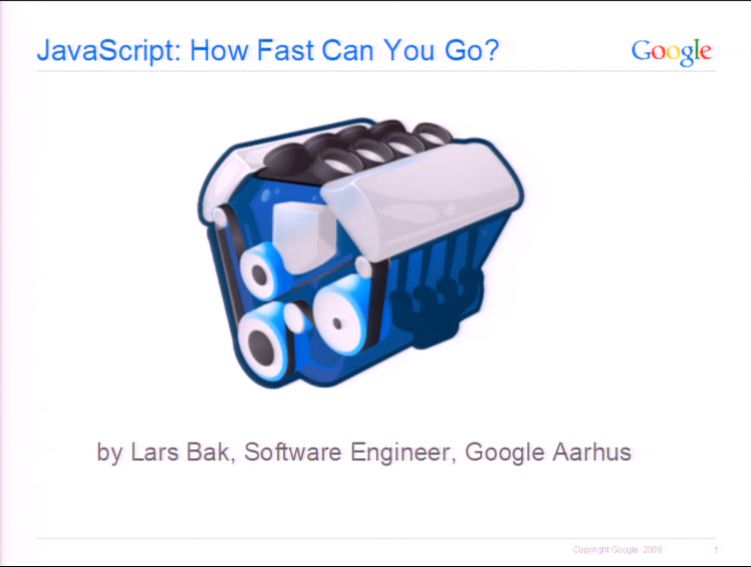 JavaScript: How Fast Can You Go?
Google
by Lars Bak, Software Engineer, Google Aarhus
Copyright Google 2009
1